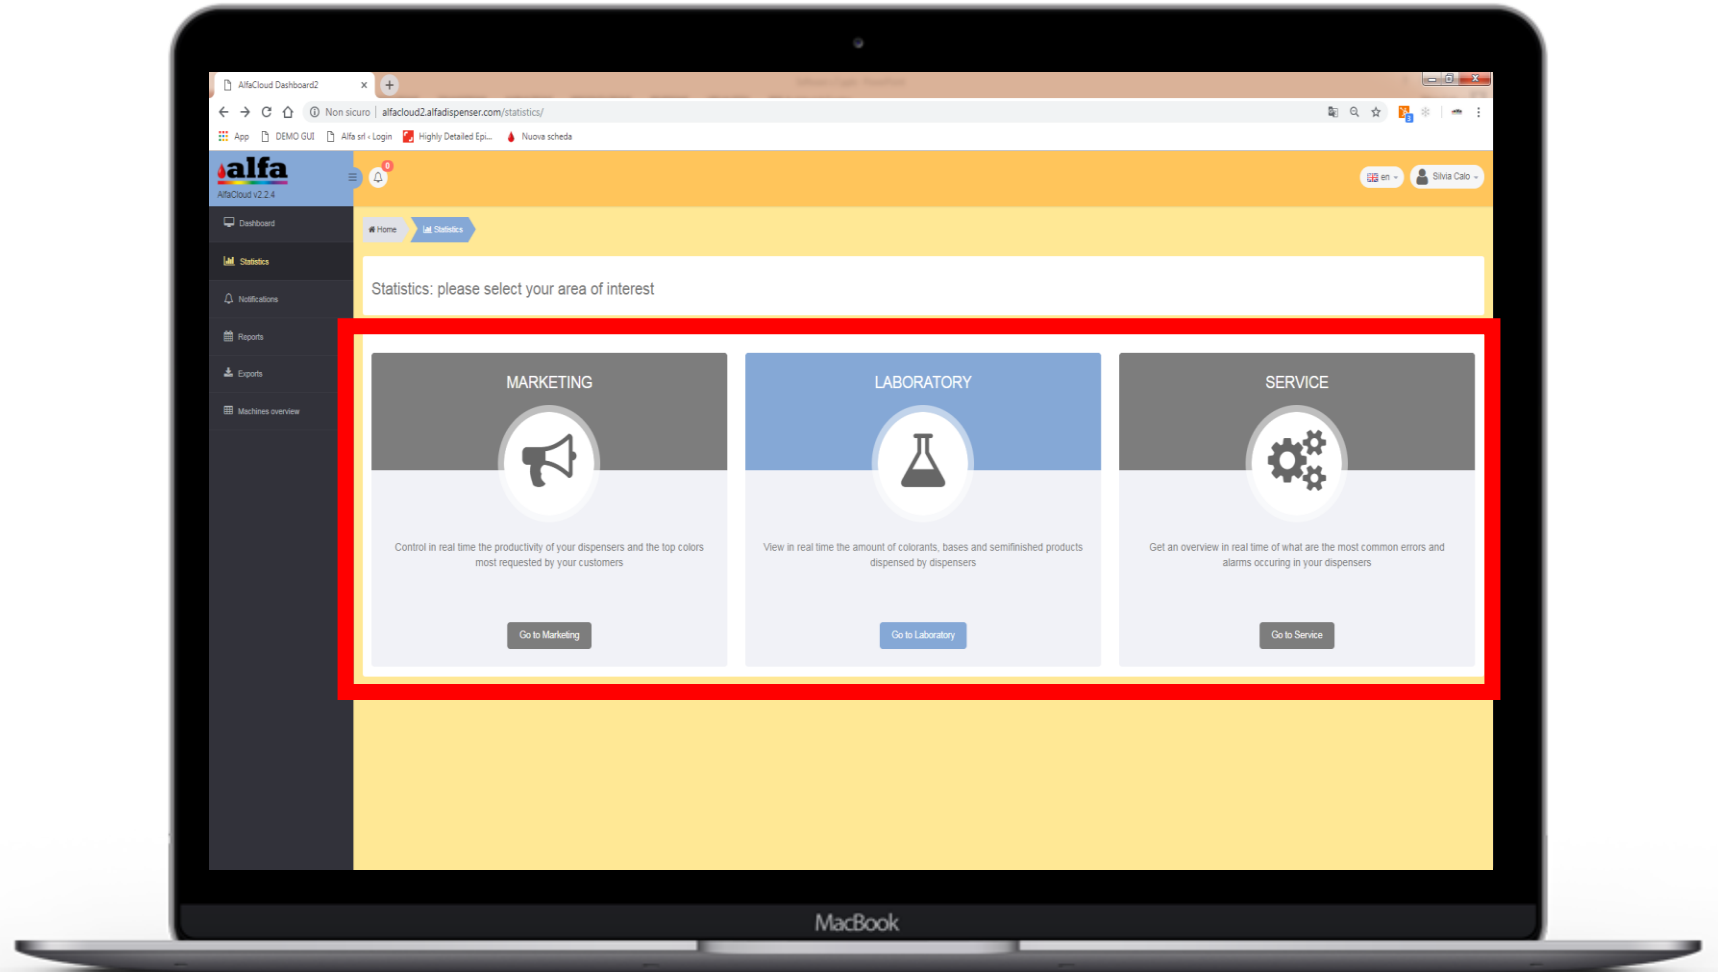 AlfaCloud Dashboard2
Non sicuro | alfacloud2.alfadispenser.com/statistics/
App DEMO GUI Alfa srl ‹ Login Highly Detailed Epi... Nuova scheda
alfa
AlfaCloud v2.2.4
0
en
Silvia Calo
Dashboard
Statistics
Notifications
Reports
Exports
Machines overview
Home
Statistics
Statistics: please select your area of interest
MARKETING
Control in real time the productivity of your dispensers and the top colors
most requested by your customers
Go to Marketing
LABORATORY
View in real time the amount of colorants, bases and semifinished products
dispensed by dispensers
Go to Laboratory
SERVICE
Get an overview in real time of what are the most common errors and
alarms occuring in your dispensers
Go to Service
MacBook